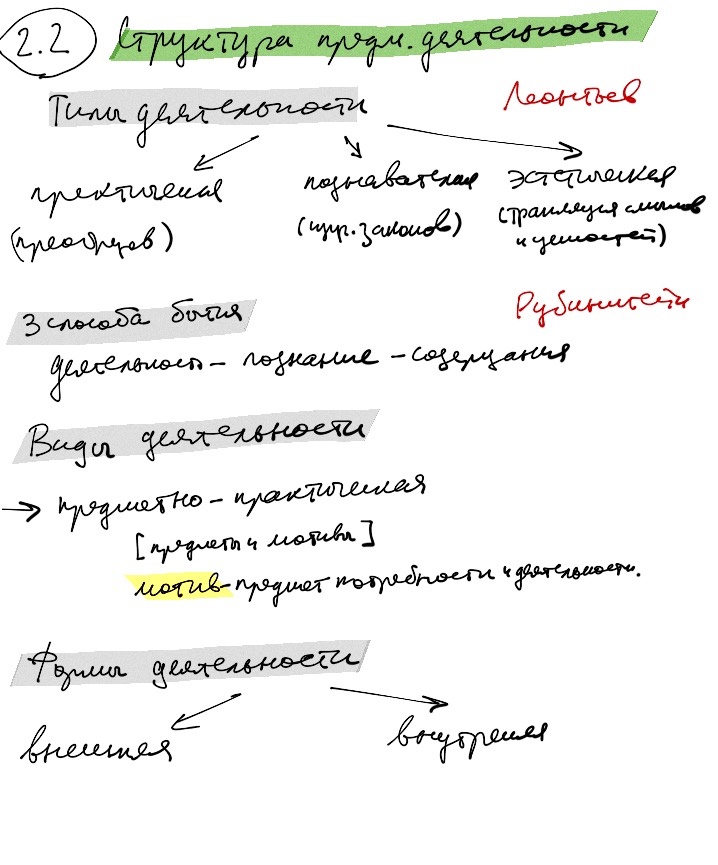 2.2 Структура предм. деятельности
Типы деятельности
Леонтьев
практическая познавательная эстетическая
(преобразов) (изуч. законов) (трансляция смыслов
и ценностей)
3 способа бытия
Рубинштейн
деятельность – познание – созерцания
Виды деятельности
→ предметно – практическая
[предметы и мотивы]
мотив – предмет потребности и деятельности.
Формы деятельности
внешняя внутренняя